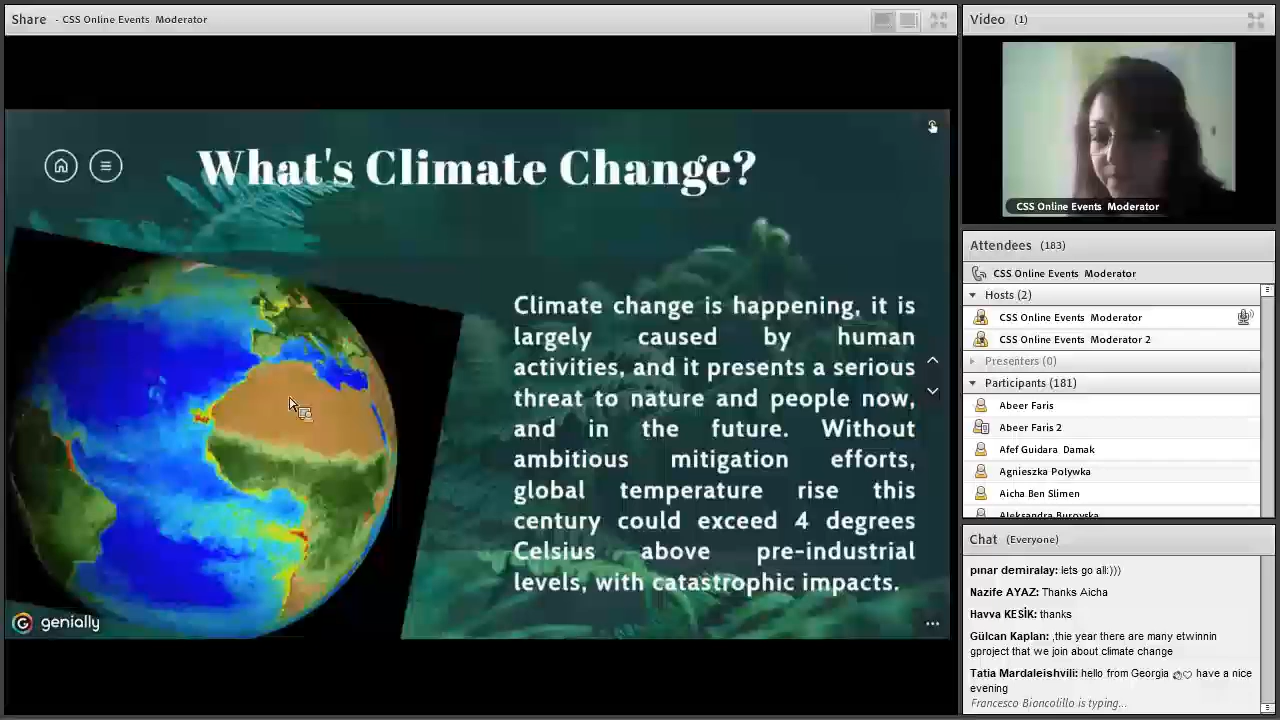 Share - CSS Online Events Moderator
What's Climate Change?
Climate change is happening, it is
largely caused by human
activities, and it presents a serious
threat to nature and people now,
and in the future. Without
ambitious mitigation efforts,
global temperature rise this
century could exceed 4 degrees
Celsius above pre-industrial
levels, with catastrophic impacts.
genially
Video (1)
CSS Online Events Moderator
Attendees (183)
CSS Online Events Moderator
Hosts (2)
CSS Online Events Moderator
CSS Online Events Moderator 2
Presenters (0)
Participants (181)
Abeer Faris
Abeer Faris 2
Afef Guidara Damak
Agnieszka Polywka
Aicha Ben Slimen
Aleksandra Burovska
Chat (Everyone)
pınar demiralay: lets go all:)))
Nazife AYAZ: Thanks Aicha
Havva KESİK: thanks
Gülcan Kaplan: ,thie year there are many etwinnin
gproject that we join about climate change
Tatia Mardaleishvili: hello from Georgia have a nice
evening
Francesco Biancolillo is typing...